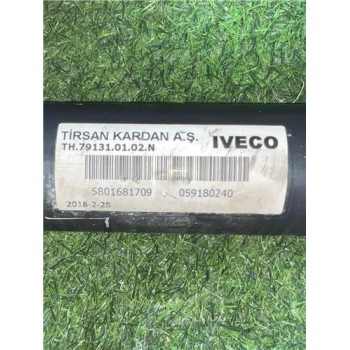 TİRSAN KARDAN A.Ş. IVECO
TH.79131.01.02.N
5801681709 059180240
2018-2-26